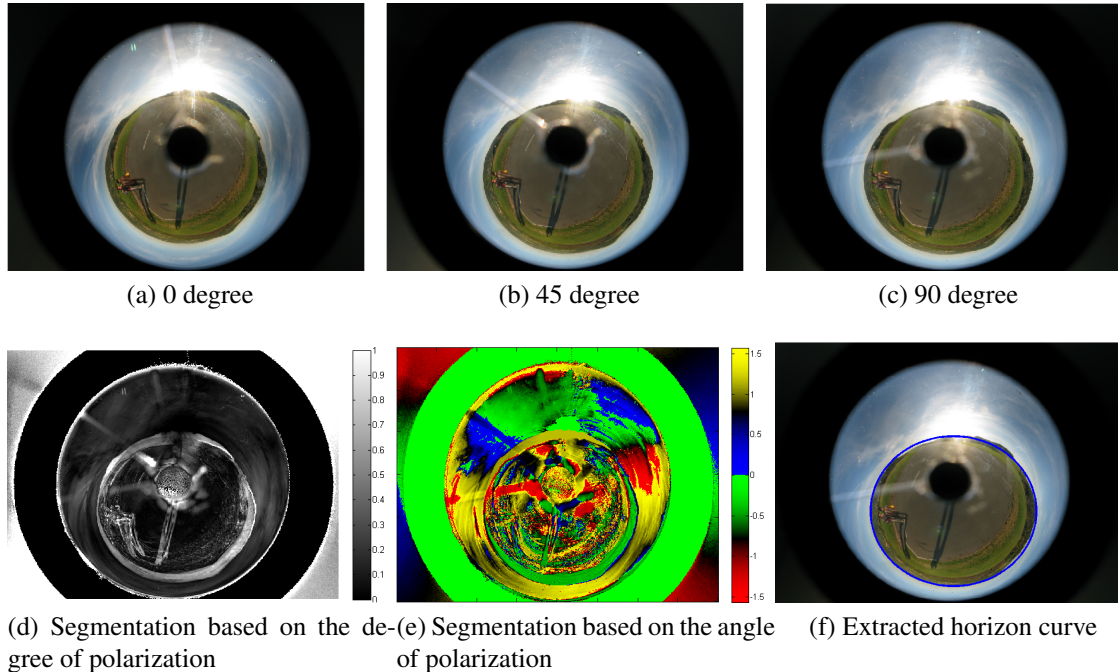 (a) 0 degree
(b) 45 degree
(c) 90 degree
1
0.9
0.8
0.7
0.6
0.5
0.4
0.3
0.2
0.1
0
1.5
1
0.5
0
-0.5
-1
-1.5
(d) Segmentation based on the de-
gree of polarization
(e) Segmentation based on the angle
of polarization
(f) Extracted horizon curve